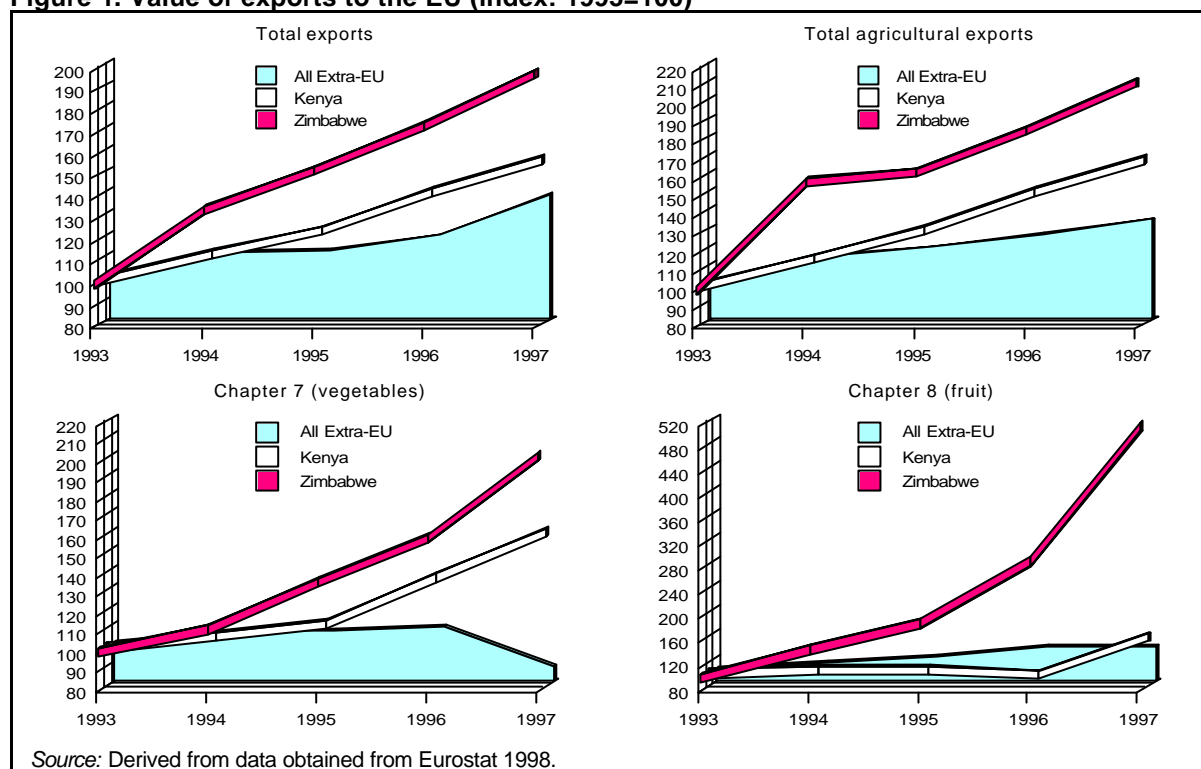 Figure 1. Value of exports to the EU (Index: 1993=100)
Total exports
200
190
180
170
160
150
140
130
120
110
100
90
80
All Extra-EU
Kenya
Zimbabwe
1993 1994 1995 1996 1997
Total agricultural exports
220
210
200
190
180
170
160
150
140
130
120
110
100
90
80
All Extra-EU
Kenya
Zimbabwe
1993 1994 1995 1996 1997
Chapter 7 (vegetables)
220
210
200
190
180
170
160
150
140
130
120
110
100
90
80
All Extra-EU
Kenya
Zimbabwe
1993 1994 1995 1996 1997
Chapter 8 (fruit)
520
480
440
400
360
320
280
240
200
160
120
80
All Extra-EU
Kenya
Zimbabwe
1993 1994 1995 1996 1997
Source: Derived from data obtained from Eurostat 1998.